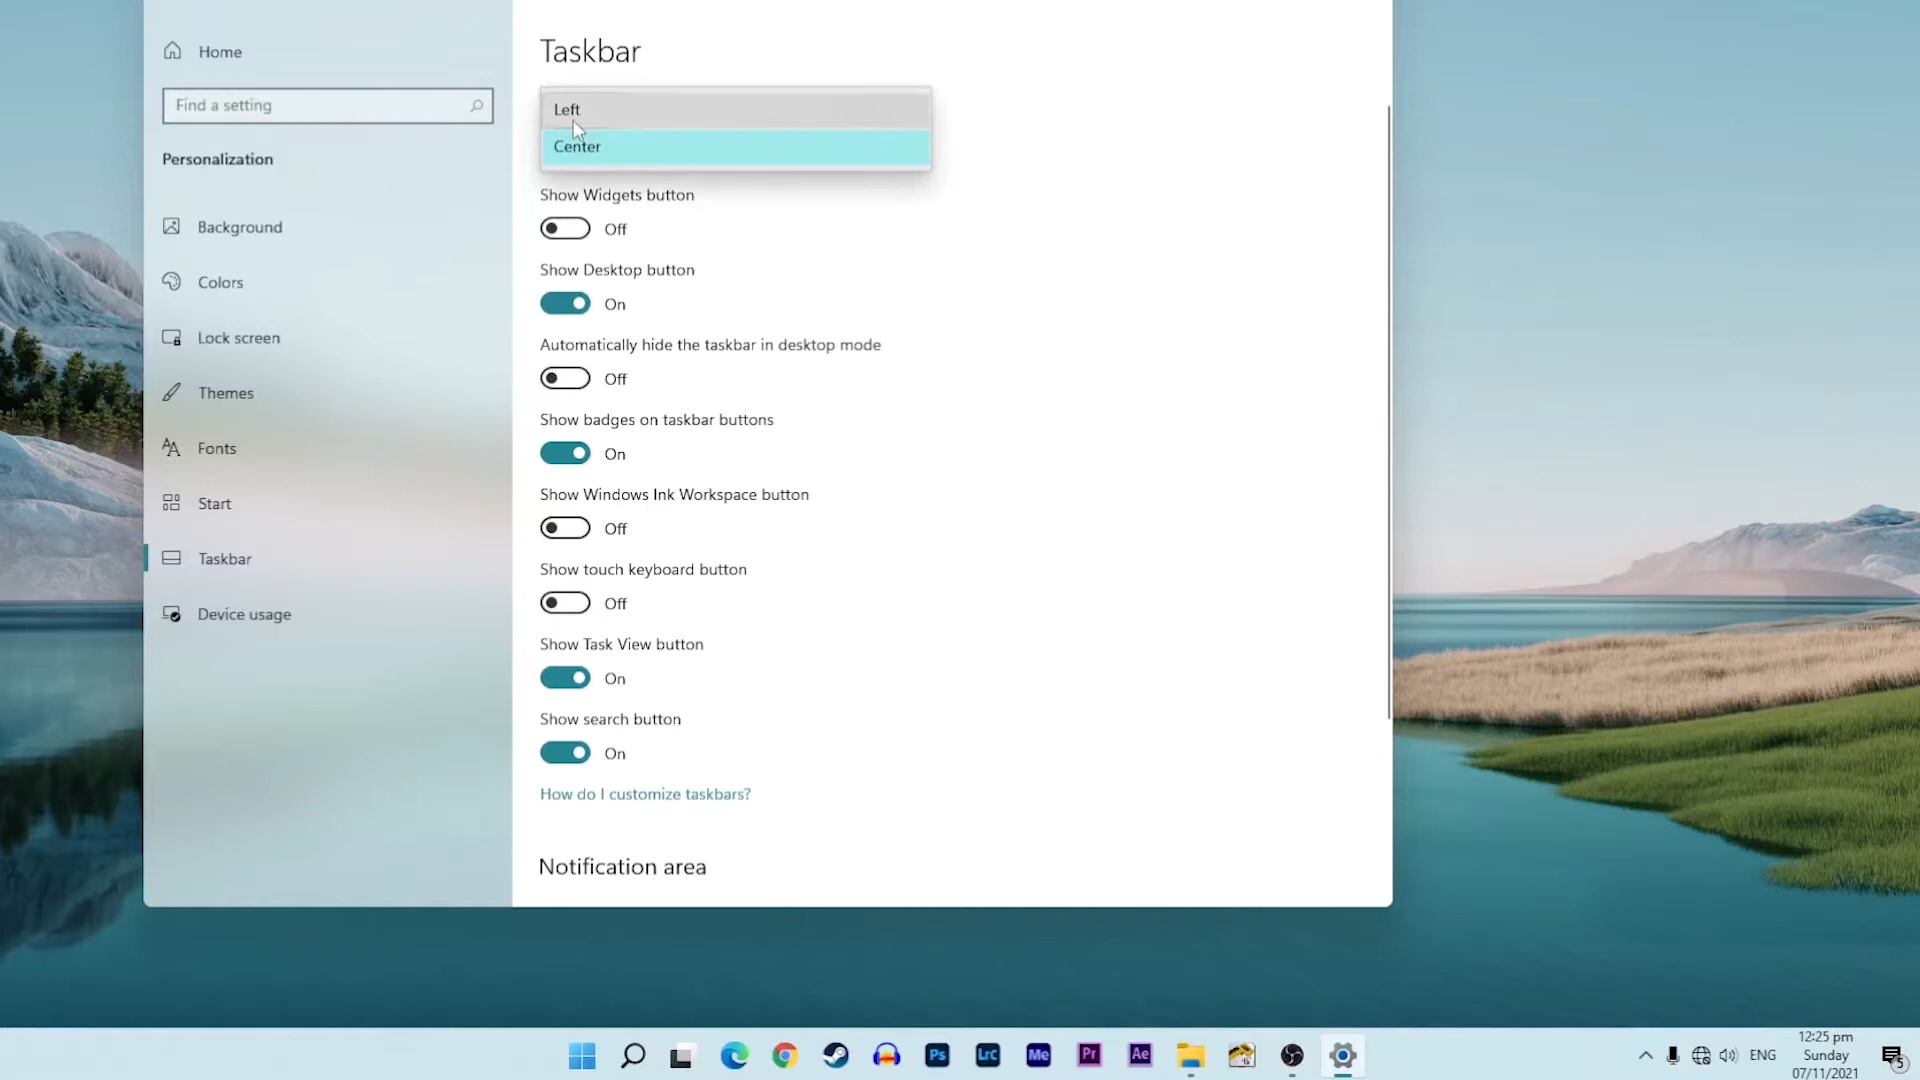 Home
Find a setting
Personalization
Background
Colors
Lock screen
Themes
Fonts
Start
Taskbar
Device usage
Taskbar
Left
Center
Show Widgets button
Off
Show Desktop button
On
Automatically hide the taskbar in desktop mode
Off
Show badges on taskbar buttons
On
Show Windows Ink Workspace button
Off
Show touch keyboard button
Off
Show Task View button
On
Show search button
On
How do I customize taskbars?
Notification area
Ps
Lrc
Me
Pr
Ae
ENG
12:25 pm
Sunday
07/11/2021
5